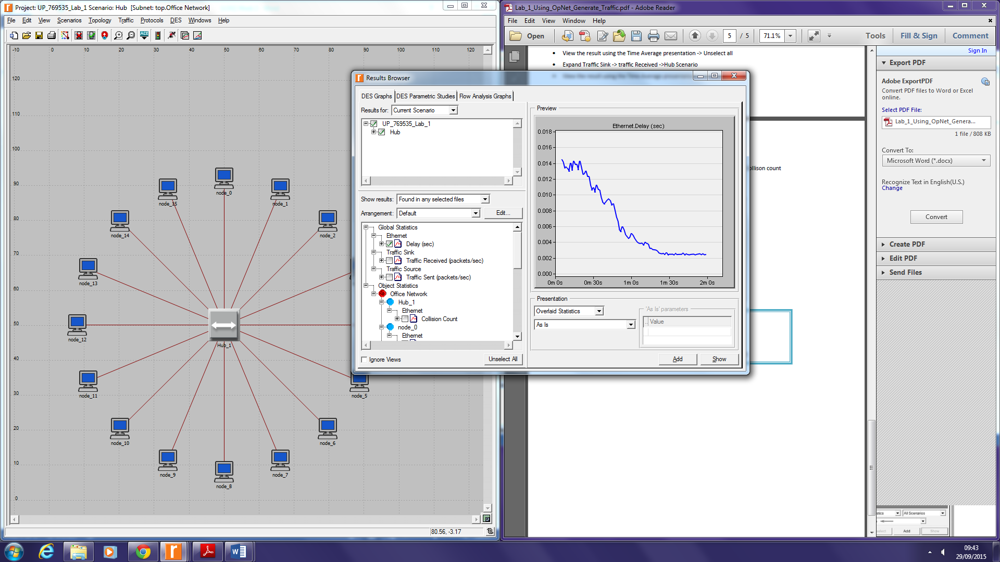 Project: UP_769535_Lab_1 Scenario: Hub [Subnet: top.Office Network]
File Edit View Scenarios Topology Traffic Protocols DES Windows Help
ACE
-10 0 10 20 30 40 50 60 70 80 90 100 110 120
120
110
100
90
80
70
60
50
40
30
20
10
0
node_0
node_15
node_1
node_14
node_2
node_13
node_12
Hub_1
node_11
node_5
node_10
node_6
node_9
node_7
node_8
80.56, -3.17
Results Browser
DES Graphs DES Parametric Studies Flow Analysis Graphs
Results for: Current Scenario
UP_769535_Lab_1
Hub
Show results: Found in any selected files
Arrangement: Default Edit...
Global Statistics
Ethernet
Delay (sec)
Traffic Sink
Traffic Received (packets/sec)
Traffic Source
Traffic Sent (packets/sec)
Object Statistics
Office Network
Hub_1
Ethernet
Collision Count
node_0
Ethernet
Ignore Views Unselect All
Preview
Ethernet.Delay (sec)
0.018
0.016
0.014
0.012
0.010
0.008
0.006
0.004
0.002
0.000
0m 0s 0m 30s 1m 0s 1m 30s 2m 0s
Presentation
Overlaid Statistics
As Is
'As Is' parameters
.. Value
Add Show
Lab_1_Using_OpNet_Generate_Traffic.pdf - Adobe Reader
File Edit View Window Help
Open 5 / 5 71.1% Tools Fill & Sign Comment
• View the result using the Time Average presentation -> Unselect all
• Expand Traffic Sink -> traffic Received ->Hub Scenario
ollison count
Sign In
Export PDF
Adobe ExportPDF
Convert PDF files to Word or Excel
online.
Select PDF File:
Lab_1_Using_OpNet_Genera...
1 file / 808 KB
Convert To:
Microsoft Word (*.docx)
Recognize Text in English(U.S.)
Change
Convert
Create PDF
Edit PDF
Send Files
stics All Scenarios
Add Show
09:43
29/09/2015